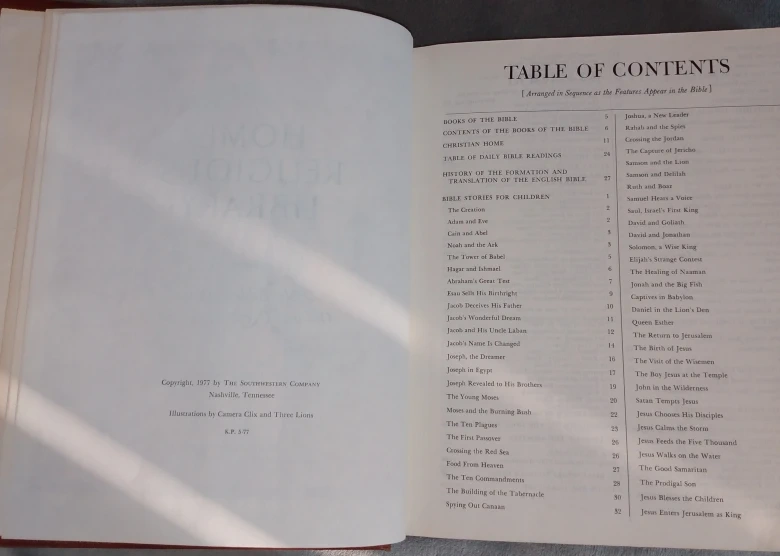 Copyright, 1977 by THE SOUTHWESTERN COMPANY
Nashville, Tennessee
Illustrations by Camera Clix and Three Lions
K.P. 5-77
TABLE OF CONTENTS
[ Arranged in Sequence as the Features Appear in the Bible ]
BOOKS OF THE BIBLE 5
CONTENTS OF THE BOOKS OF THE BIBLE 6
CHRISTIAN HOME 11
TABLE OF DAILY BIBLE READINGS 24
HISTORY OF THE FORMATION AND
TRANSLATION OF THE ENGLISH BIBLE 27
BIBLE STORIES FOR CHILDREN 1
The Creation 2
Adam and Eve 2
Cain and Abel
Noah and the Ark
The Tower of Babel 5
Hagar and Ishmael 6
Abraham's Great Test 7
Esau Sells His Birthright 9
Jacob Deceives His Father 10
Jacob's Wonderful Dream 11
Jacob and His Uncle Laban 12
Jacob's Name Is Changed 14
Joseph, the Dreamer 16
Joseph in Egypt 17
Joseph Revealed to His Brothers 19
The Young Moses 20
Moses and the Burning Bush 22
The Ten Plagues 25
The First Passover 26
Crossing the Red Sea 26
Food From Heaven 27
The Ten Commandments 29
The Building of the Tabernacle 30
Spying Out Canaan 32
Joshua, a New Leader
Rahab and the Spies
Crossing the Jordan
The Capture of Jericho
Samson and the Lion
Samson and Delilah
Ruth and Boaz
Samuel Hears a Voice
Saul, Israel's First King
David and Goliath
David and Jonathan
Solomon, a Wise King
Elijah's Strange Contest
The Healing of Naaman
Jonah and the Big Fish
Captives in Babylon
Daniel in the Lion's Den
Queen Esther
The Return to Jerusalem
The Birth of Jesus
The Visit of the Wisemen
The Boy Jesus at the Temple
John in the Wilderness
Satan Tempts Jesus
Jesus Chooses His Disciples
Jesus Calms the Storm
Jesus Feeds the Five Thousand
Jesus Walks on the Water
The Good Samaritan
The Prodigal Son
Jesus Blesses the Children
Jesus Enters Jerusalem as King